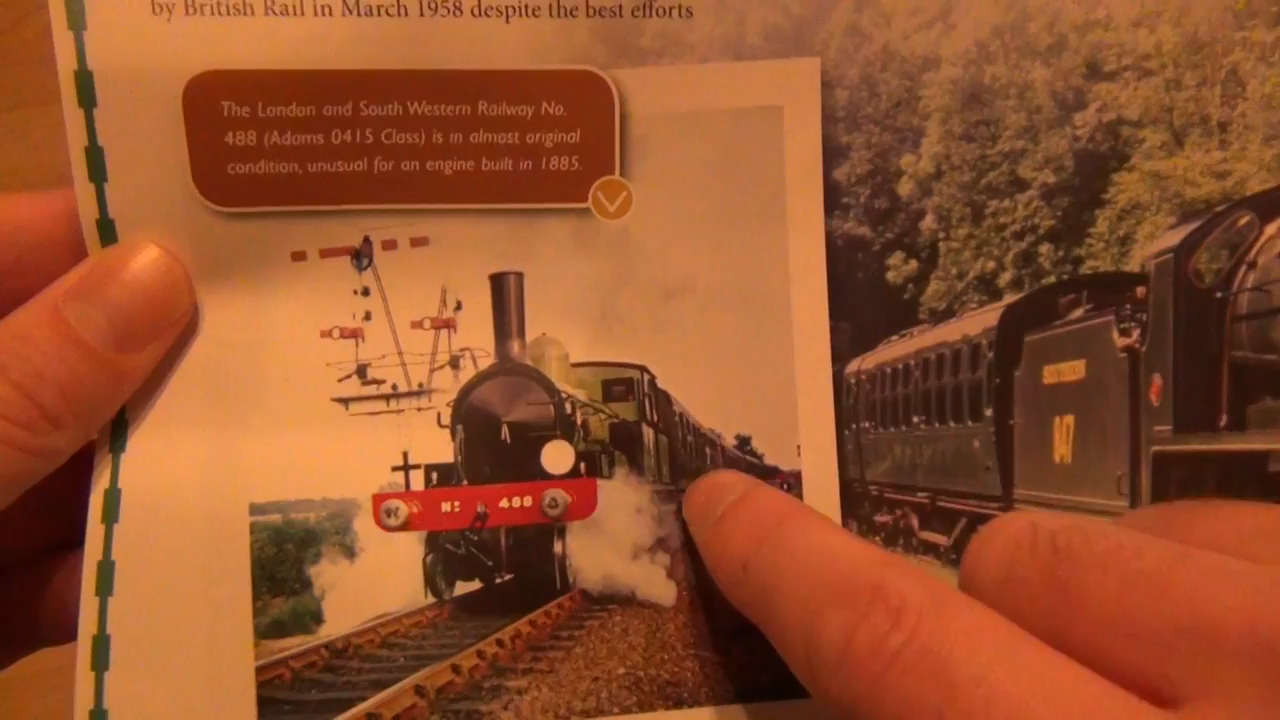 by British Rail in March 1958 despite the best efforts
The London and South Western Railway No.
488 (Adams 0415 Class) is in almost original
condition, unusual for an engine built in 1885.
No 488
847